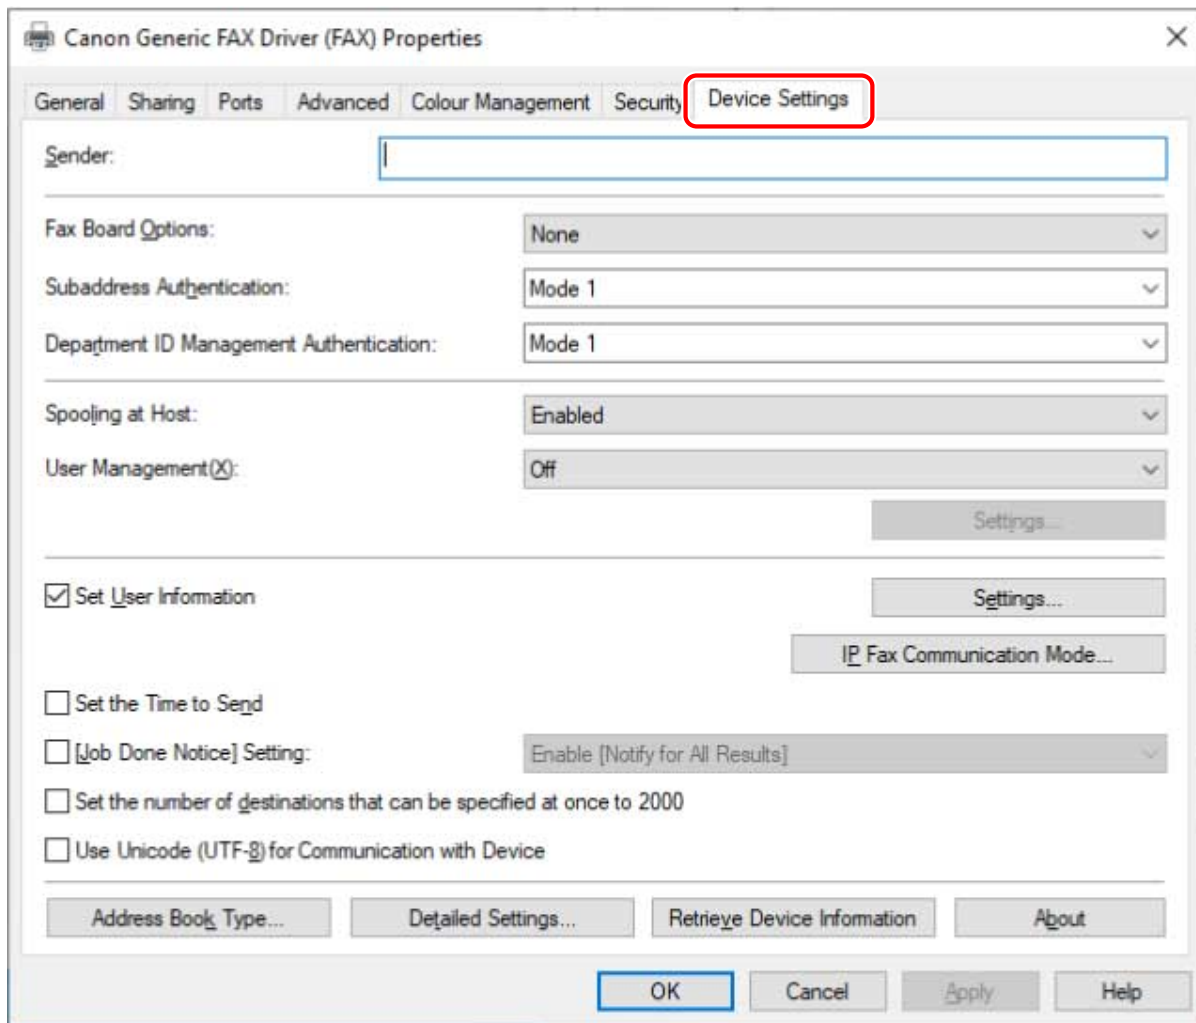 Canon Generic FAX Driver (FAX) Properties
General Sharing Ports Advanced Colour Management Security Device Settings
Sender:
Fax Board Options: None
Subaddress Authentication: Mode 1
Department ID Management Authentication: Mode 1
Spooling at Host: Enabled
User Management(X): Off
Settings...
Set User Information Settings...
IP Fax Communication Mode...
Set the Time to Send
[Job Done Notice] Setting: Enable [Notify for All Results]
Set the number of destinations that can be specified at once to 2000
Use Unicode (UTF-8) for Communication with Device
Address Book Type... Detailed Settings... Retrieve Device Information About
OK Cancel Apply Help